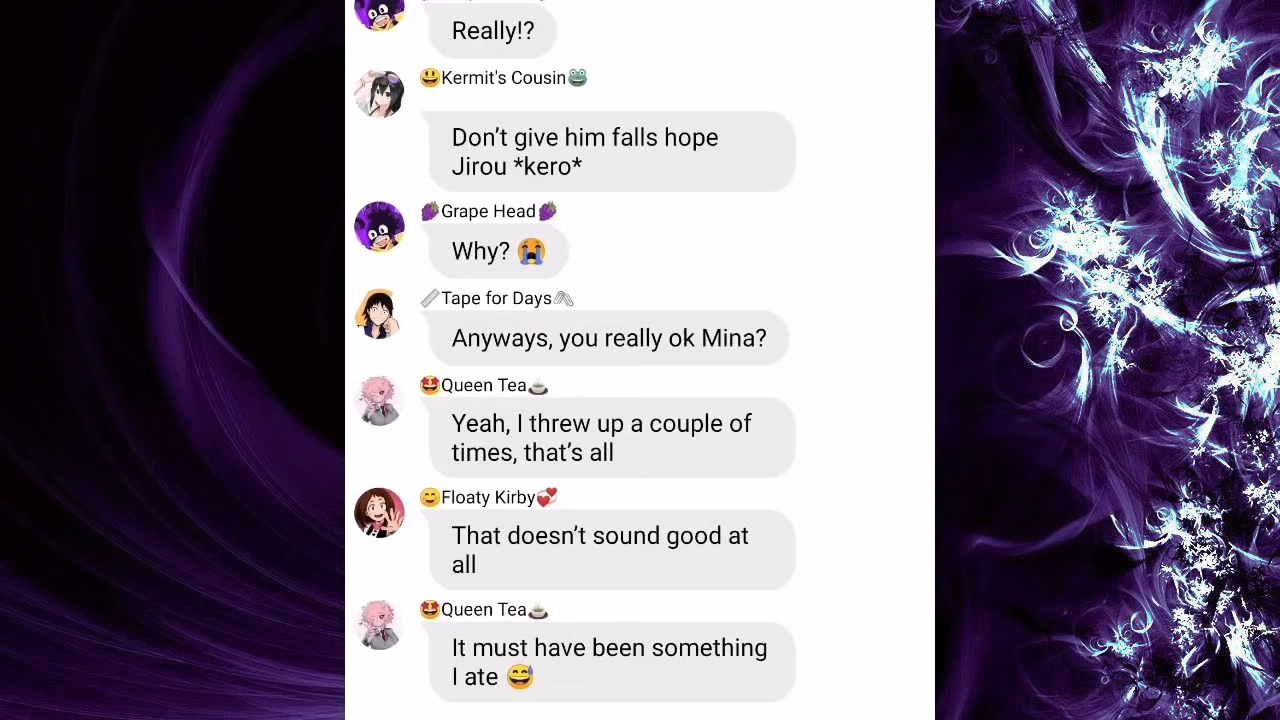 Really!?
😃Kermit's Cousin🐸
Don’t give him falls hope
Jirou *kero*
🍇Grape Head🍇
Why? 😭
📏Tape for Days🖇
Anyways, you really ok Mina?
🤩Queen Tea☕
Yeah, I threw up a couple of
times, that’s all
😊Floaty Kirby💞
That doesn’t sound good at
all
🤩Queen Tea☕
It must have been something
I ate 😅